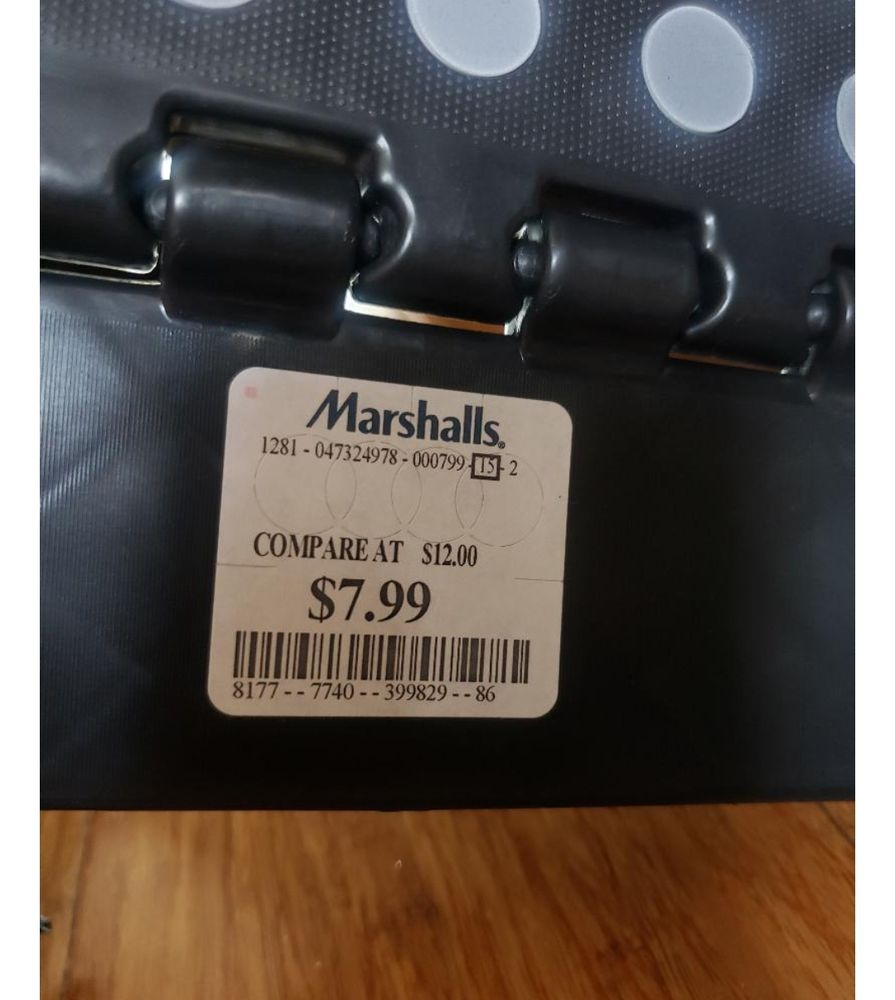 Marshalls®
1281 - 047324978 - 000799 - 15 - 2
COMPARE AT $12.00
$7.99
8177 - - 7740 - - 399829 - - 86